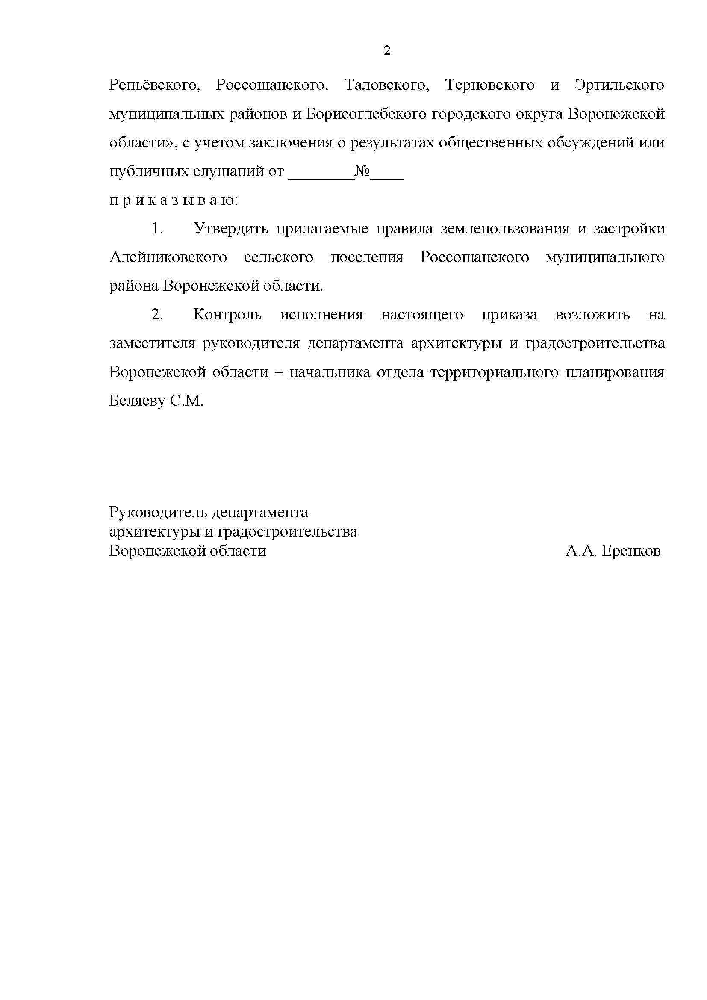 2
Репьёвского, Россошанского, Таловского, Терновского и Эртильского
муниципальных районов и Борисоглебского городского округа Воронежской
области», с учетом заключения о результатах общественных обсуждений или
публичных слушаний от ________№____
п р и к а з ы в а ю:
1. Утвердить прилагаемые правила землепользования и застройки
Алейниковского сельского поселения Россошанского муниципального
района Воронежской области.
2. Контроль исполнения настоящего приказа возложить на
заместителя руководителя департамента архитектуры и градостроительства
Воронежской области – начальника отдела территориального планирования
Беляеву С.М.
Руководитель департамента
архитектуры и градостроительства
Воронежской области А.А. Еренков